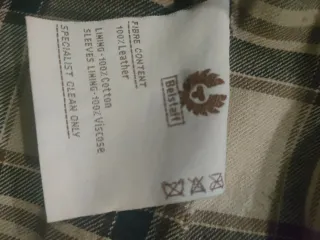 Belstaff
FIBRE CONTENT
100% Leather
LINING-100% Cotton
SLEEVES LINING-100% Viscose
SPECIALIST CLEAN ONLY